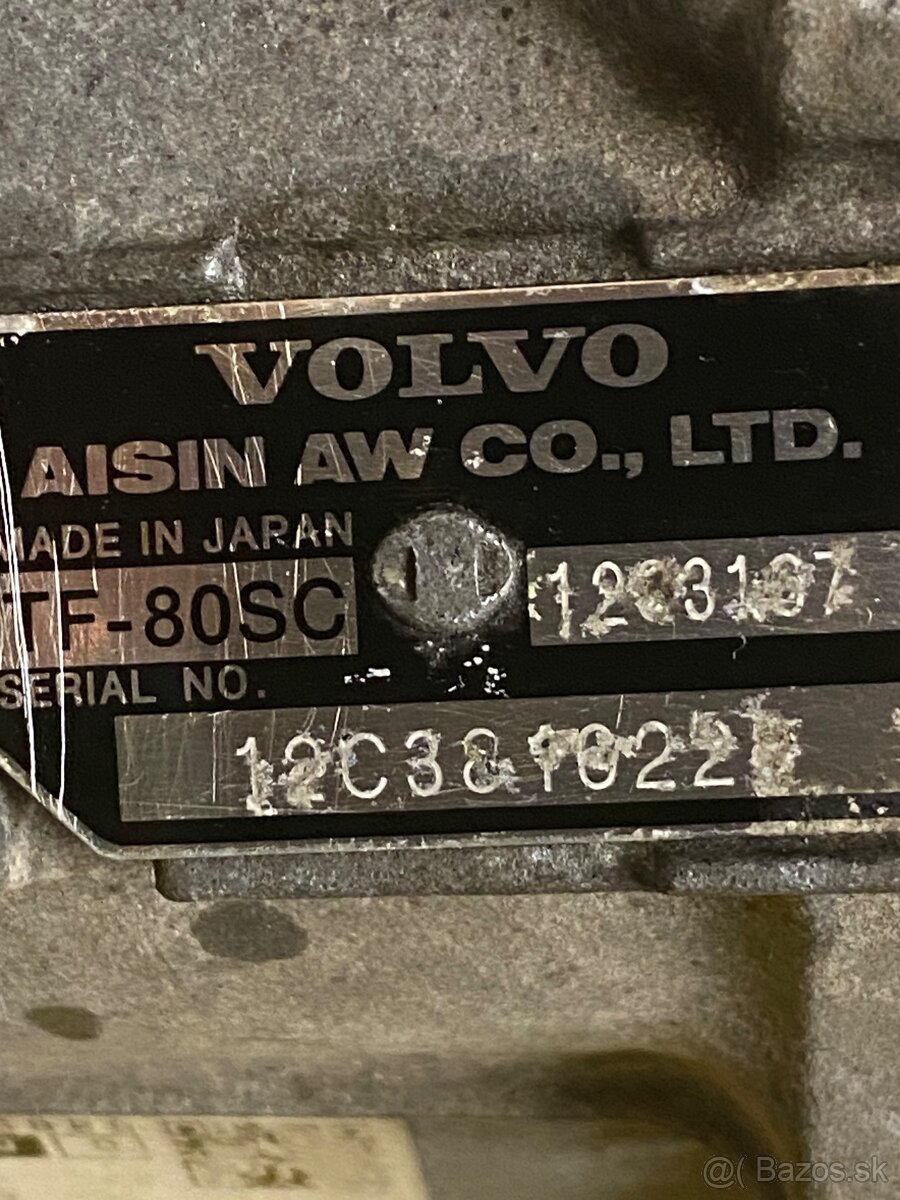 VOLVO
AISIN AW CO., LTD.
MADE IN JAPAN
TF-80SC
SERIAL NO.
@( Bazos.sk